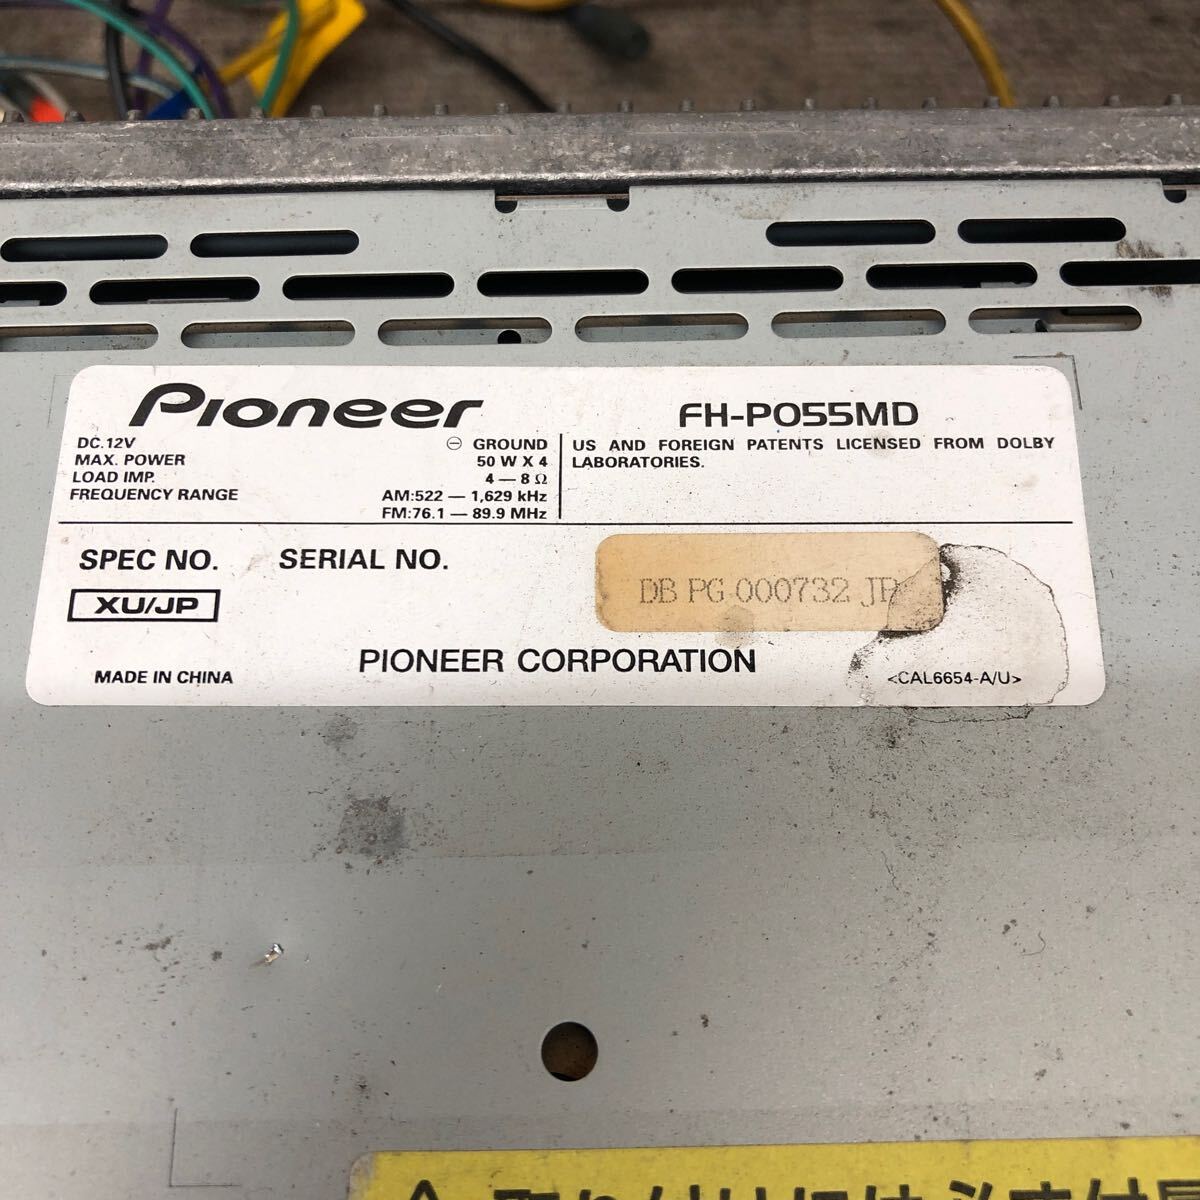 Pioneer
FH-P055MD
DC.12V ⊖ GROUND
MAX. POWER 50 W X 4
LOAD IMP. 4 — 8 Ω
FREQUENCY RANGE AM:522 — 1,629 kHz
FM:76.1 — 89.9 MHz
US AND FOREIGN PATENTS LICENSED FROM DOLBY
LABORATORIES.
SPEC NO. SERIAL NO.
XU/JP
DB PG 000732 JP
PIONEER CORPORATION
MADE IN CHINA
<CAL6654-A/U>